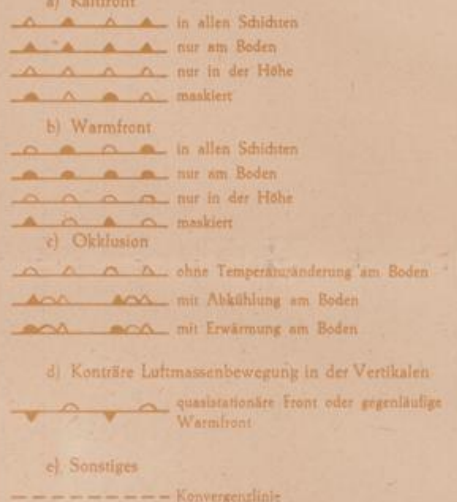 a) Kaltfront
in allen Schichten
nur am Boden
nur in der Höhe
maskiert
b) Warmfront
in allen Schichten
nur am Boden
nur in der Höhe
maskiert
c) Okklusion
ohne Temperaturänderung am Boden
mit Abkühlung am Boden
mit Erwärmung am Boden
d) Konträre Luftmassenbewegung in der Vertikalen
quasistationäre Front oder gegenläufige
Warmfront
e) Sonstiges
Konvergenzlinie